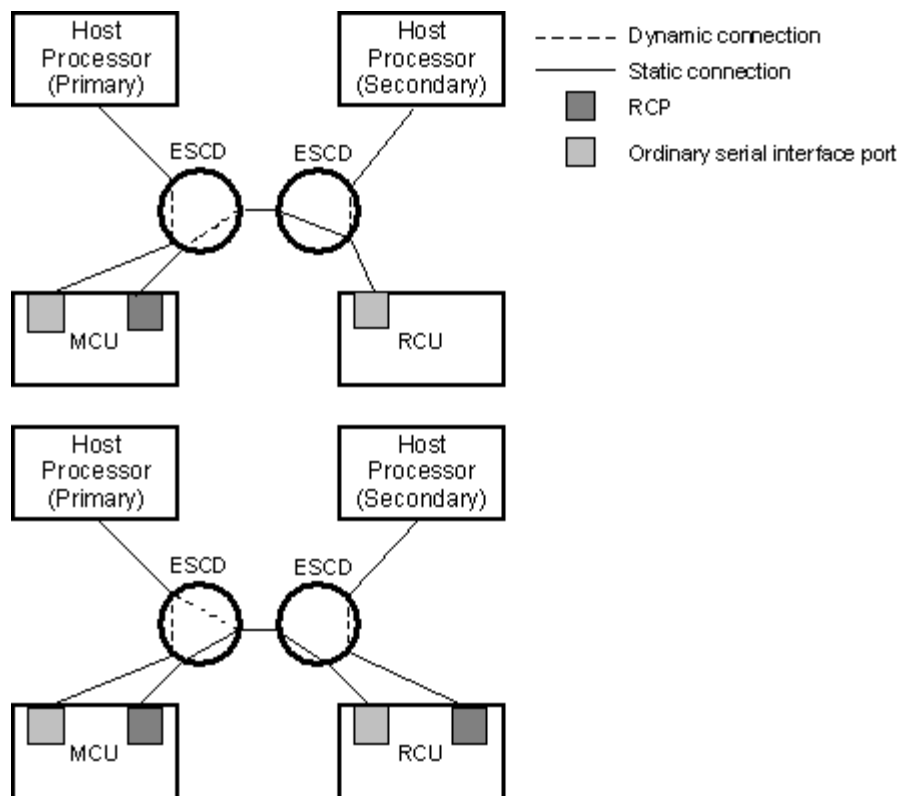 Host
Processor
(Primary)
Host
Processor
(Secondary)
Dynamic connection
Static connection
RCP
Ordinary serial interface port
ESCD
ESCD
MCU
RCU
Host
Processor
(Primary)
Host
Processor
(Secondary)
ESCD
ESCD
MCU
RCU